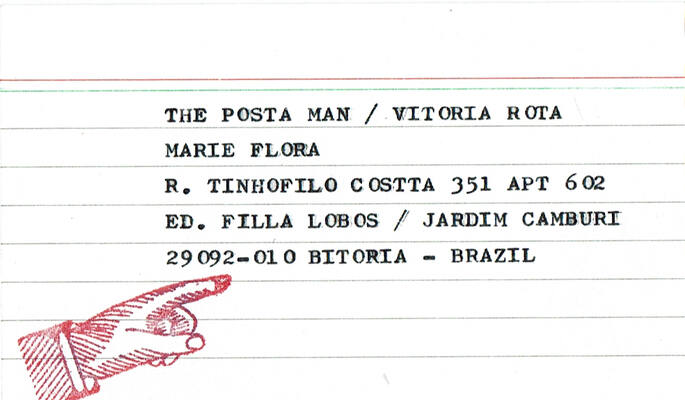 THE POSTA MAN / VITORIA ROTA
MARIE FLORA
R. TINHOFILO COSTTA 351 APT 602
ED. FILLA LOBOS / JARDIM CAMBURI
29092-010 BITORIA - BRAZIL